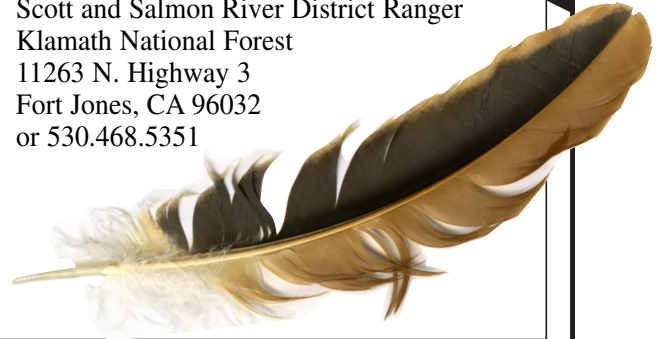 Scott and Salmon River District Ranger
Klamath National Forest
11263 N. Highway 3
Fort Jones, CA 96032
or 530.468.5351